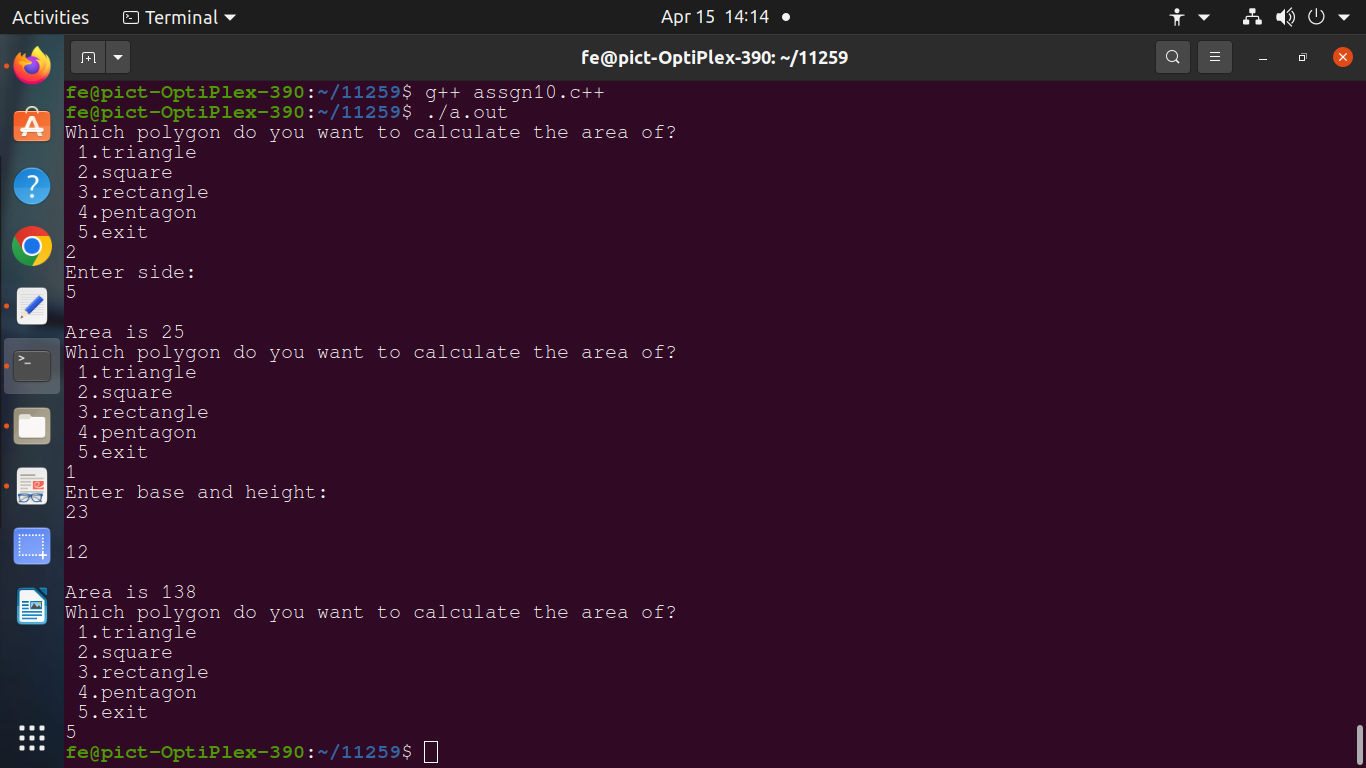 Activities Terminal Apr 15 14:14
fe@pict-OptiPlex-390: ~/11259
fe@pict-OptiPlex-390:~/11259$ g++ assgn10.c++
fe@pict-OptiPlex-390:~/11259$ ./a.out
Which polygon do you want to calculate the area of?
1.triangle
2.square
3.rectangle
4.pentagon
5.exit
2
Enter side:
5
Area is 25
Which polygon do you want to calculate the area of?
1.triangle
2.square
3.rectangle
4.pentagon
5.exit
1
Enter base and height:
23
12
Area is 138
Which polygon do you want to calculate the area of?
1.triangle
2.square
3.rectangle
4.pentagon
5.exit
5
fe@pict-OptiPlex-390:~/11259$